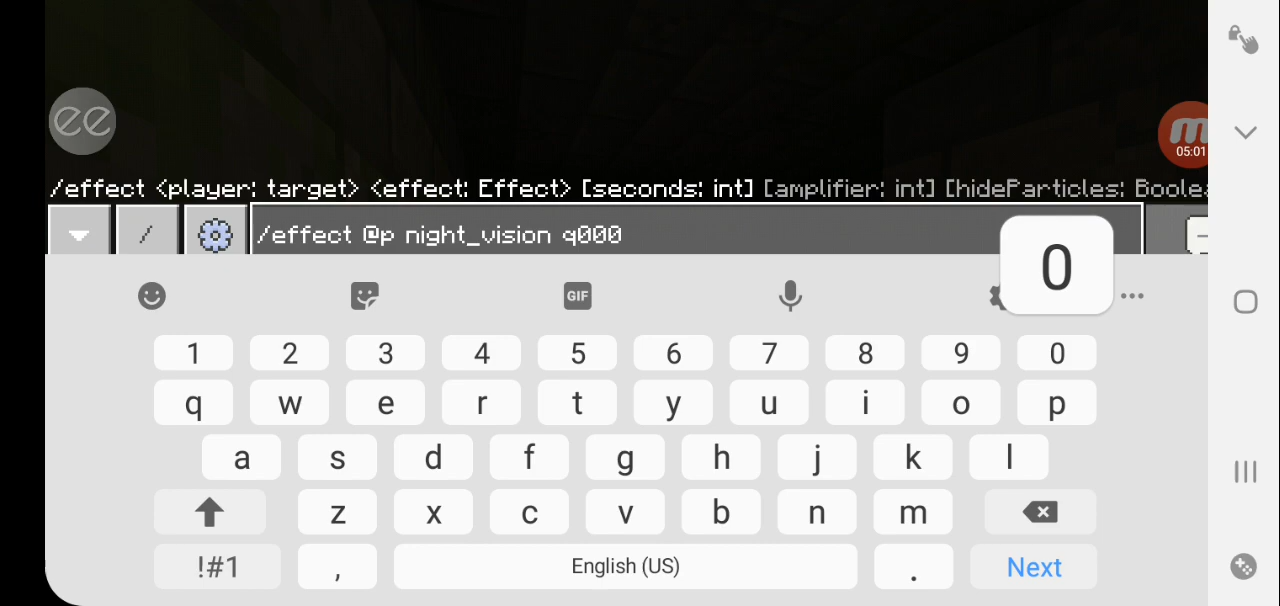 ee
05:01
/effect <player: target> <effect: Effect> [seconds: int] [amplifier: int] [hideParticles: Boolea
/
/effect @p night_vision q000
0
GIF
1 2 3 4 5 6 7 8 9 0
q w e r t y u i o p
a s d f g h j k l
z x c v b n m
!#1 , English (US) . Next